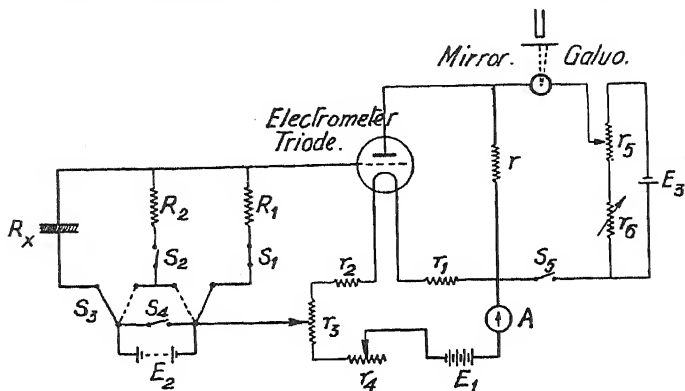 Mirror. Galvo.
Electrometer
Triode.
r
r5
E3
r6
R2
R1
Rx
S2
S1
S3
S4
r2
r1
S5
r3
A
E2
r4
E1